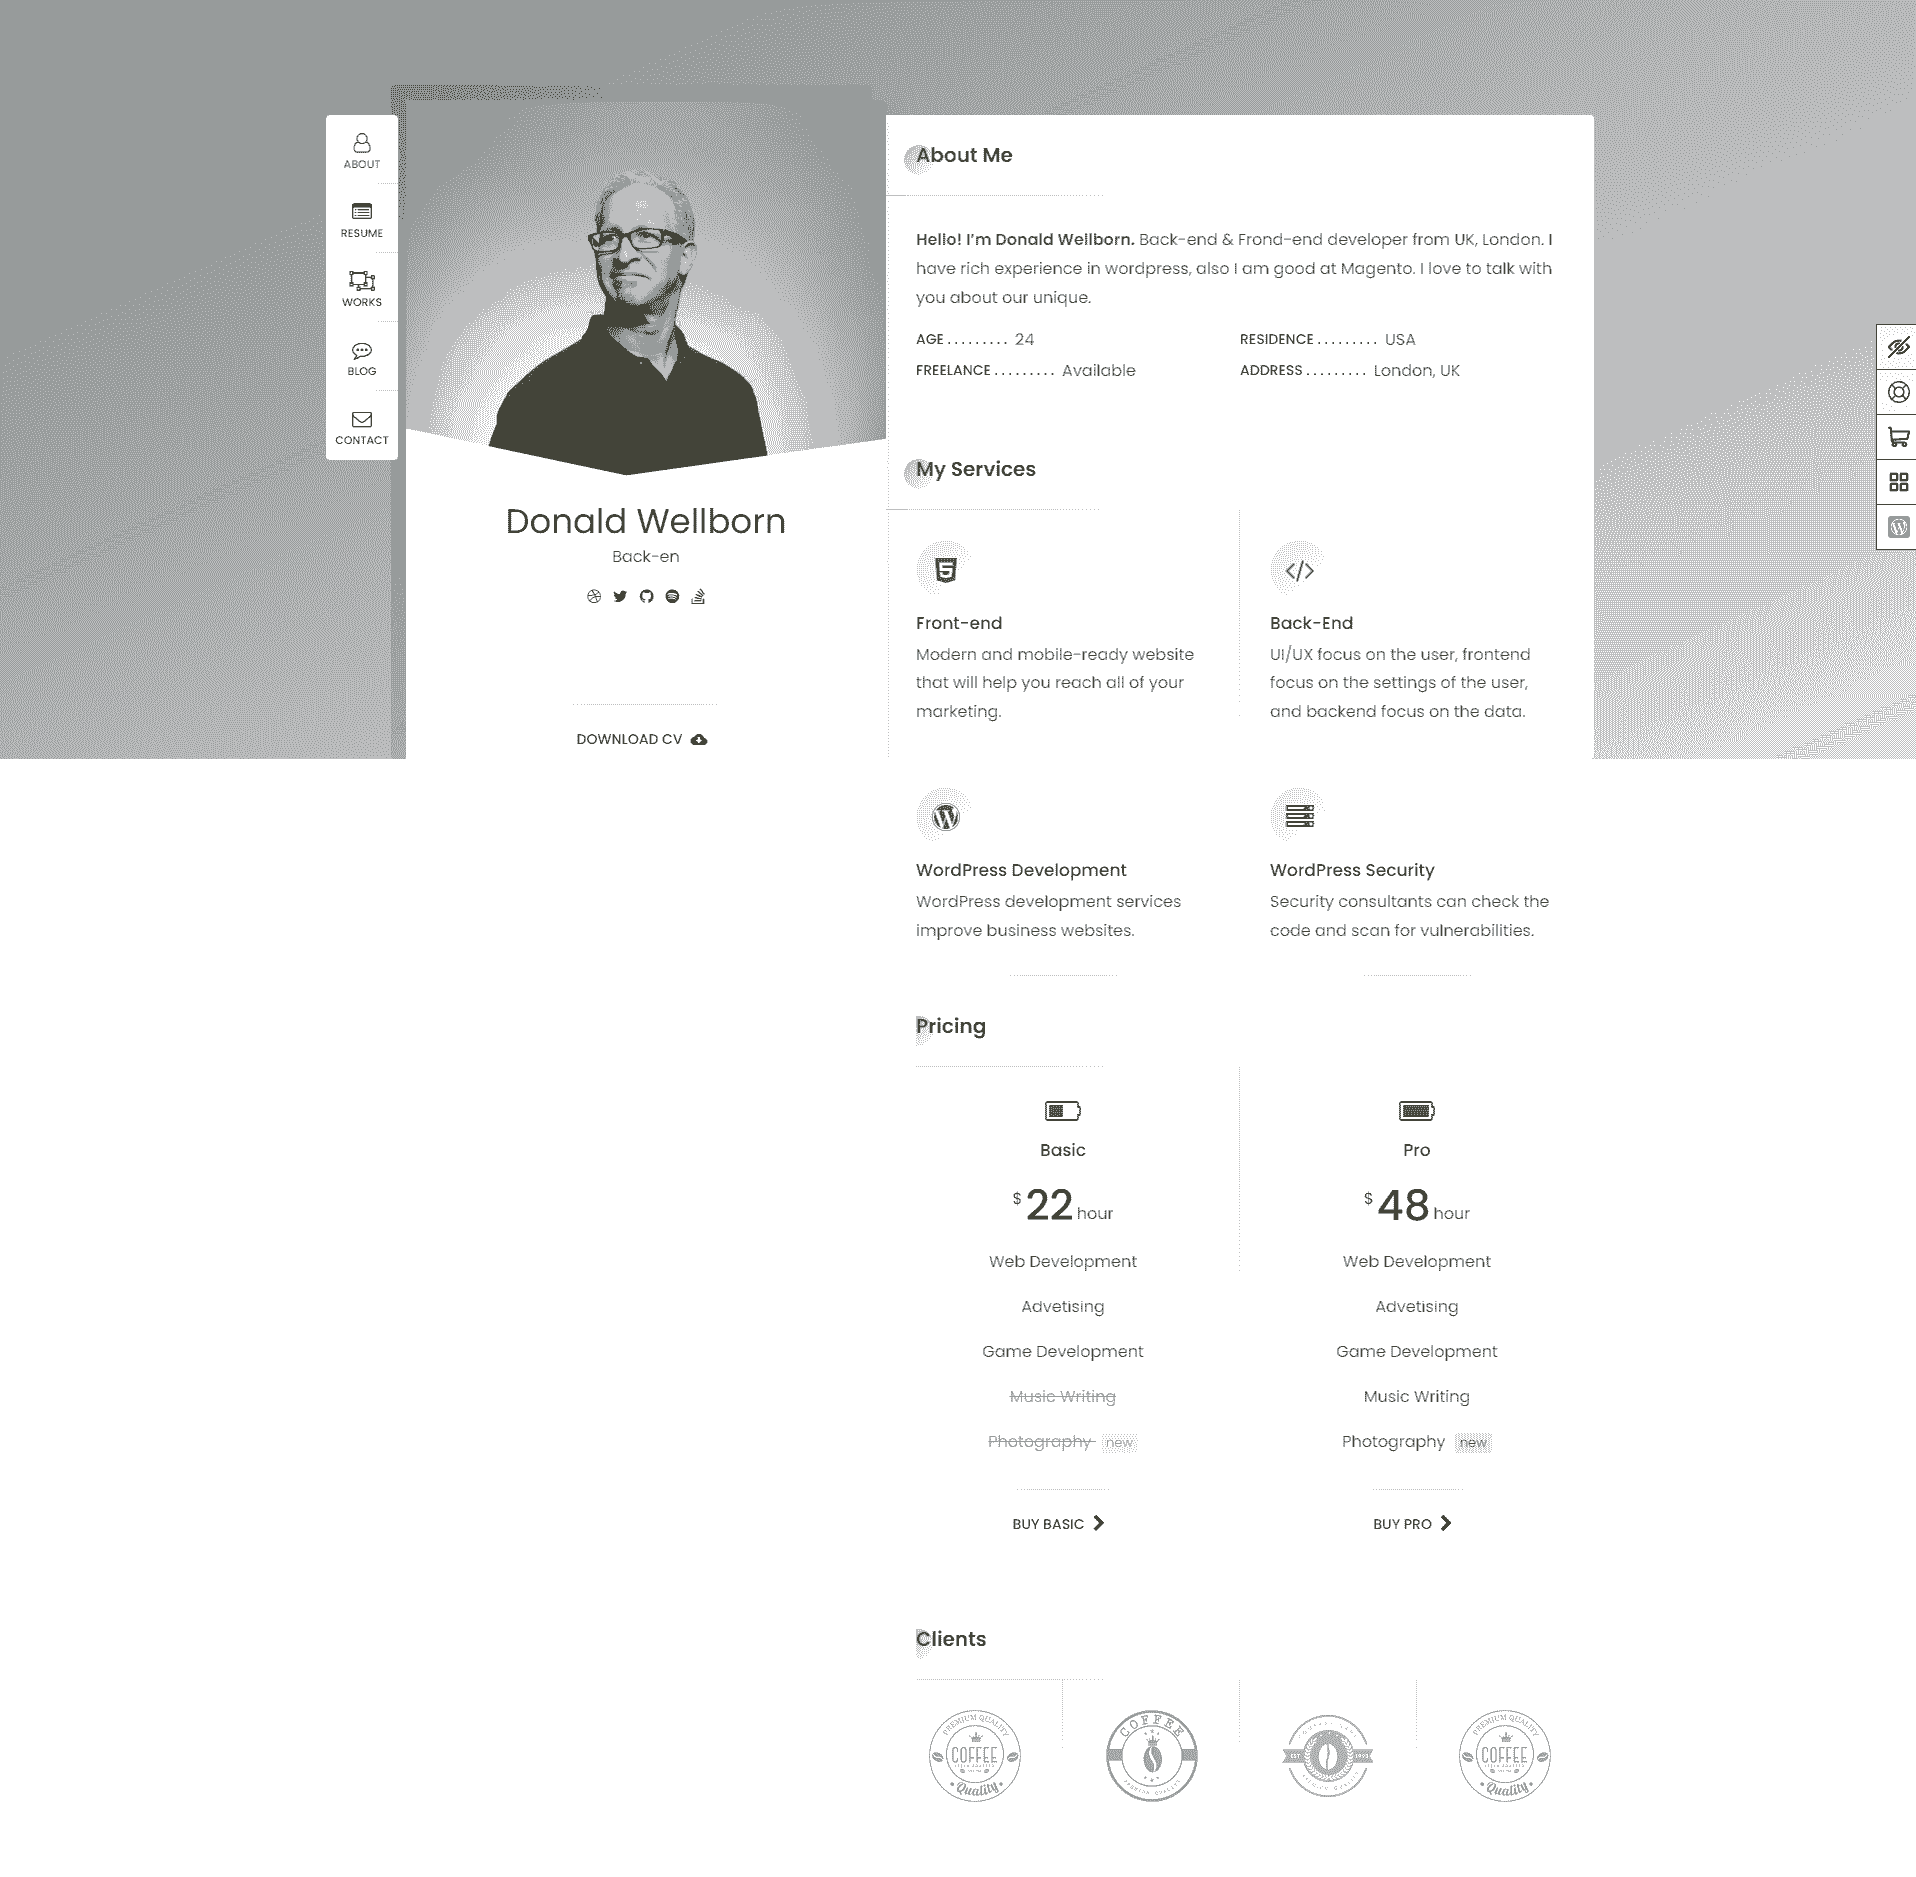 ABOUT
RESUME
WORKS
BLOG
CONTACT
Donald Wellborn
Back-en
DOWNLOAD CV
About Me
Hello! I'm Donald Wellborn. Back-end & Frond-end developer from UK, London. I
have rich experience in wordpress, also I am good at Magento. I love to talk with
you about our unique.
AGE ......... 24
RESIDENCE ......... USA
FREELANCE ......... Available
ADDRESS ......... London, UK
My Services
Front-end
Modern and mobile-ready website
that will help you reach all of your
marketing.
Back-End
UI/UX focus on the user, frontend
focus on the settings of the user,
and backend focus on the data.
WordPress Development
WordPress development services
improve business websites.
WordPress Security
Security consultants can check the
code and scan for vulnerabilities.
Pricing
Basic
$ 22 hour
Web Development
Advetising
Game Development
Music Writing
Photography new
BUY BASIC
Pro
$ 48 hour
Web Development
Advetising
Game Development
Music Writing
Photography new
BUY PRO
Clients
PREMIUM QUALITY
COFFEE
Quality
COFFEE
PREMIUM QUALITY
COFFEE
Quality